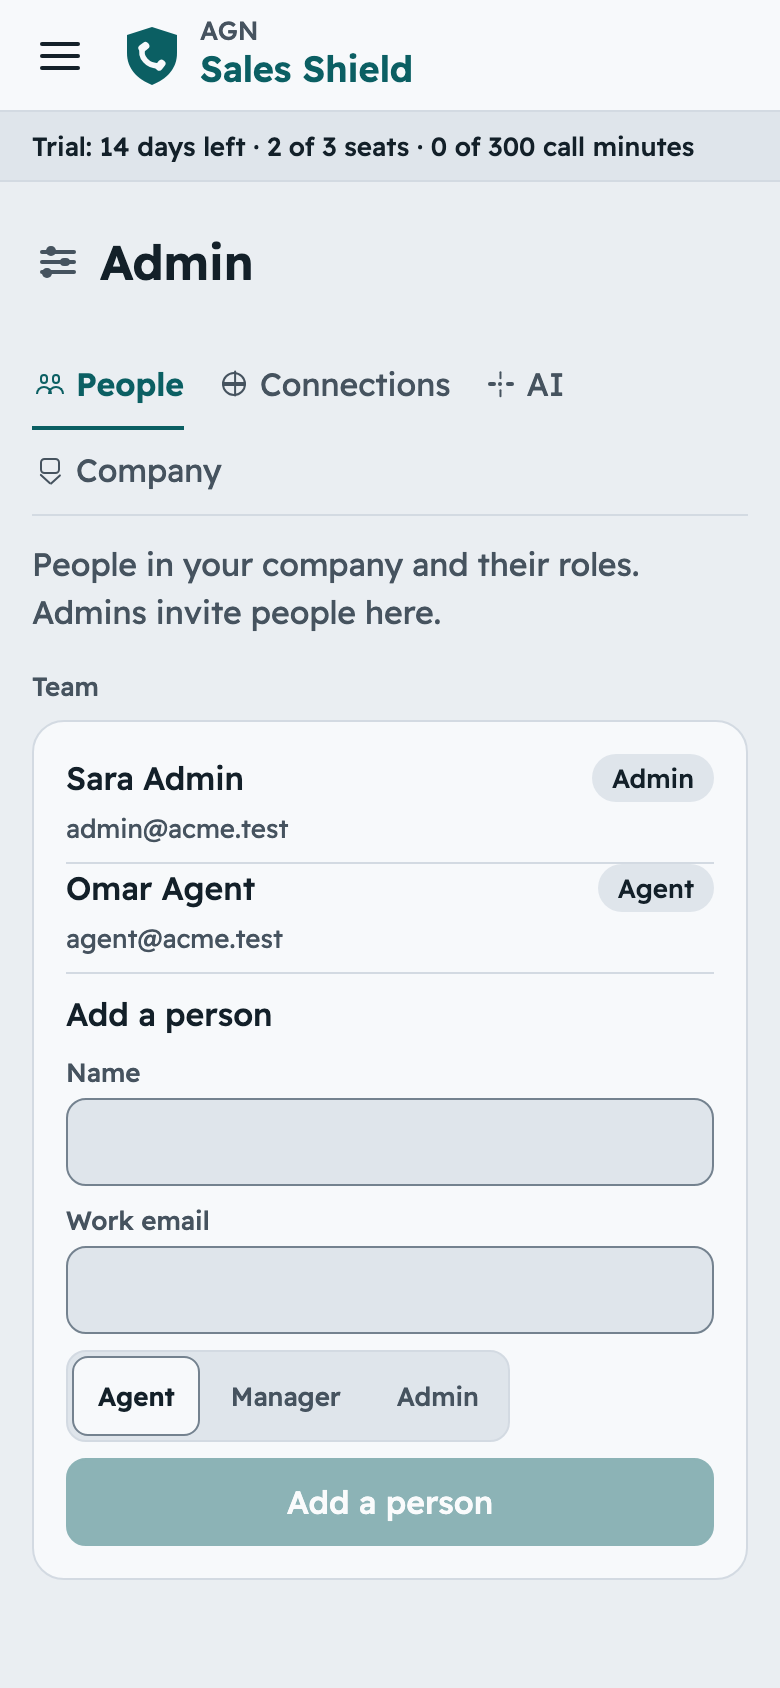 AGN
Sales Shield
Trial: 14 days left · 2 of 3 seats · 0 of 300 call minutes
Admin
People
Connections
AI
Company
People in your company and their roles.
Admins invite people here.
Team
Sara Admin
Admin
admin@acme.test
Omar Agent
Agent
agent@acme.test
Add a person
Name
Work email
Agent
Manager
Admin
Add a person